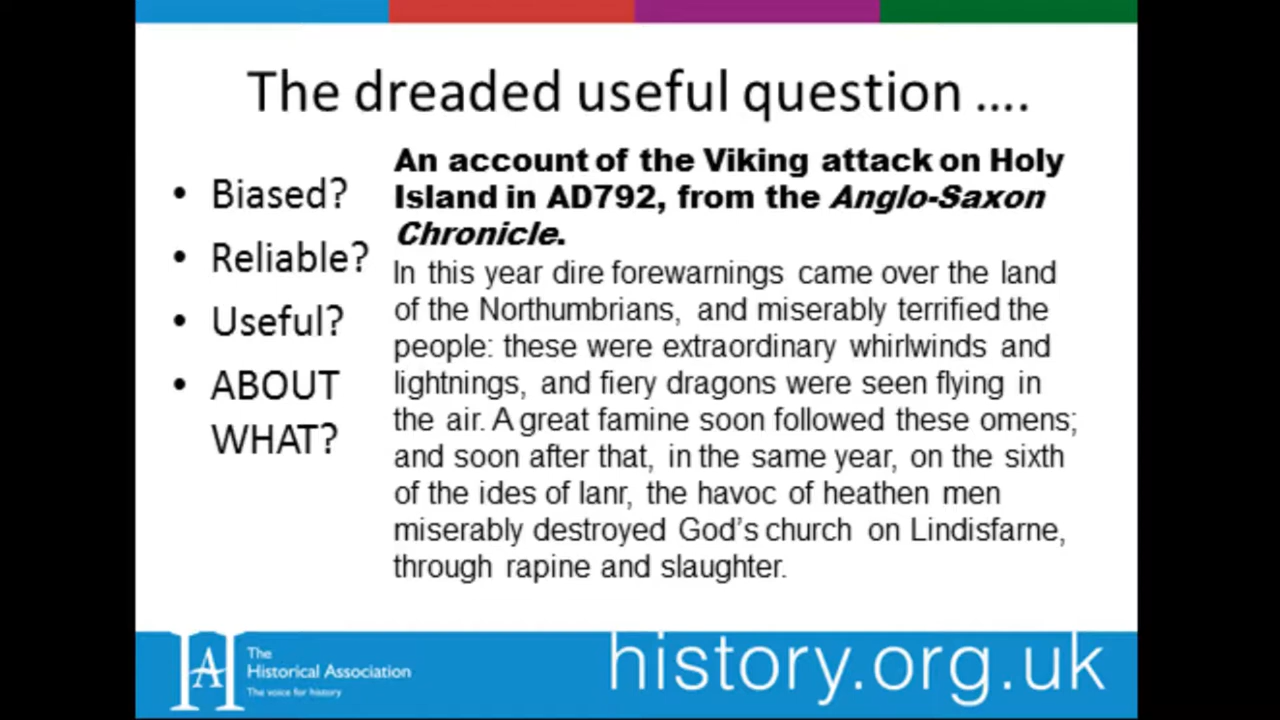 The dreaded useful question ....
• Biased?
• Reliable?
• Useful?
• ABOUT
WHAT?
An account of the Viking attack on Holy
Island in AD792, from the Anglo-Saxon
Chronicle.
In this year dire forewarnings came over the land
of the Northumbrians, and miserably terrified the
people: these were extraordinary whirlwinds and
lightnings, and fiery dragons were seen flying in
the air. A great famine soon followed these omens;
and soon after that, in the same year, on the sixth
of the ides of lanr, the havoc of heathen men
miserably destroyed God's church on Lindisfarne,
through rapine and slaughter.
The
Historical Association
The voice for history
history.org.uk